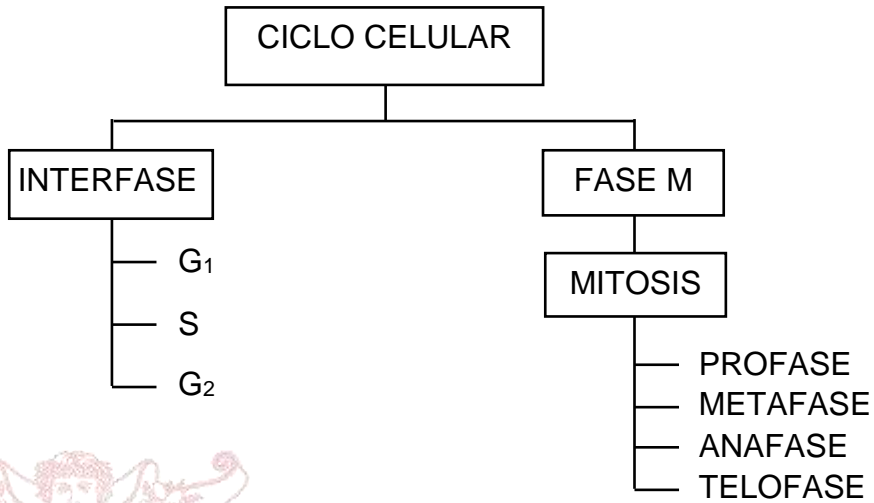 CICLO CELULAR
INTERFASE
G1
S
G2
FASE M
MITOSIS
PROFASE
METAFASE
ANAFASE
TELOFASE